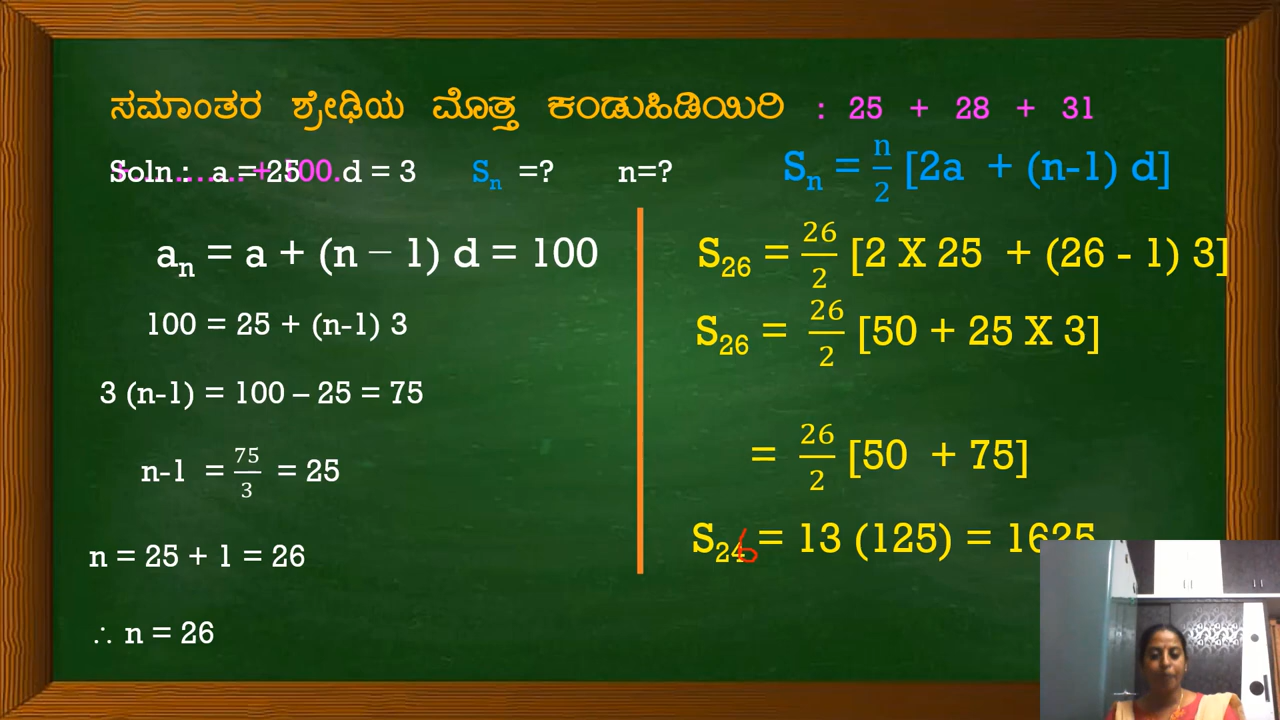 ಸಮಾಂತರ ಶ್ರೇಢಿಯ ಮೊತ್ತ ಕಂಡುಹಿಡಿಯಿರಿ : 25 + 28 + 31
+………… + 100.
Soln : a = 25 d = 3 Sn =? n=?
an = a + (n – 1) d = 100
100 = 25 + (n-1) 3
3 (n-1) = 100 – 25 = 75
n-1 = 75/3 = 25
n = 25 + 1 = 26
∴ n = 26
Sn = n/2 [2a + (n-1) d]
S26 = 26/2 [2 X 25 + (26 - 1) 3]
S26 = 26/2 [50 + 25 X 3]
= 26/2 [50 + 75]
S246 = 13 (125) = 1625